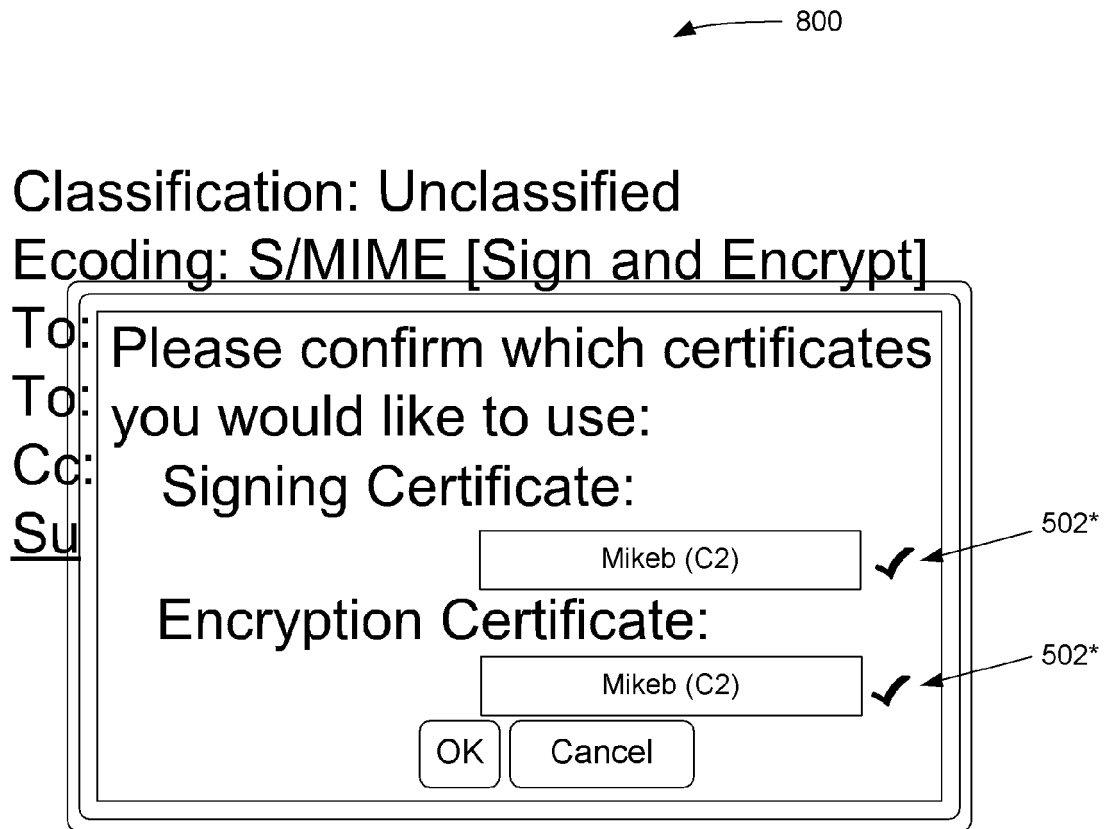 800
Classification: Unclassified
Ecoding: S/MIME [Sign and Encrypt]
To:
To:
Cc:
Su
Please confirm which certificates
you would like to use:
Signing Certificate:
Mikeb (C2)
502*
Encryption Certificate:
Mikeb (C2)
502*
OK
Cancel